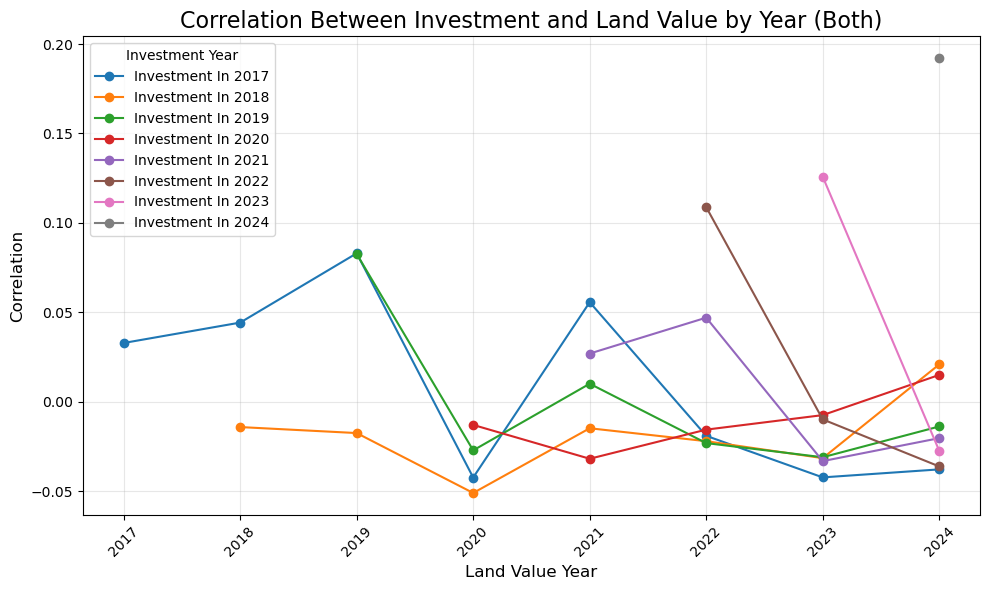 Correlation Between Investment and Land Value by Year (Both)
Investment Year
Investment In 2017
Investment In 2018
Investment In 2019
Investment In 2020
Investment In 2021
Investment In 2022
Investment In 2023
Investment In 2024
Correlation
0.20
0.15
0.10
0.05
0.00
−0.05
2017
2018
2019
2020
2021
2022
2023
2024
Land Value Year